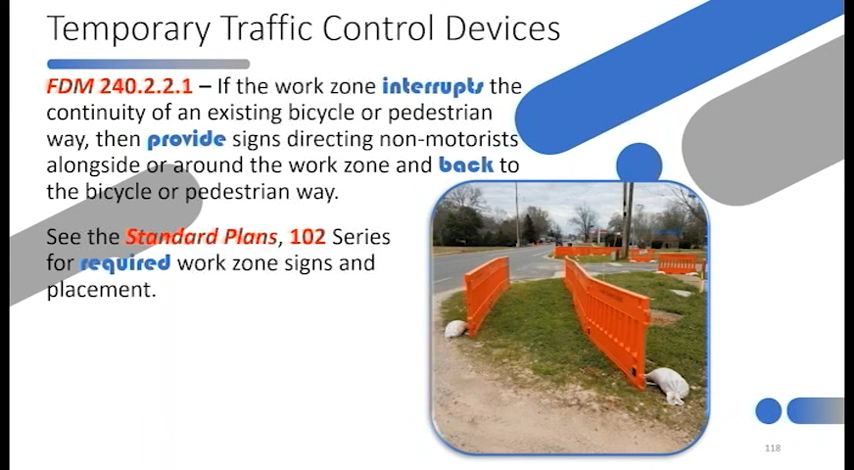 Temporary Traffic Control Devices
FDM 240.2.2.1 – If the work zone interrupts the
continuity of an existing bicycle or pedestrian
way, then provide signs directing non-motorists
alongside or around the work zone and back to
the bicycle or pedestrian way.
See the Standard Plans, 102 Series
for required work zone signs and
placement.
118